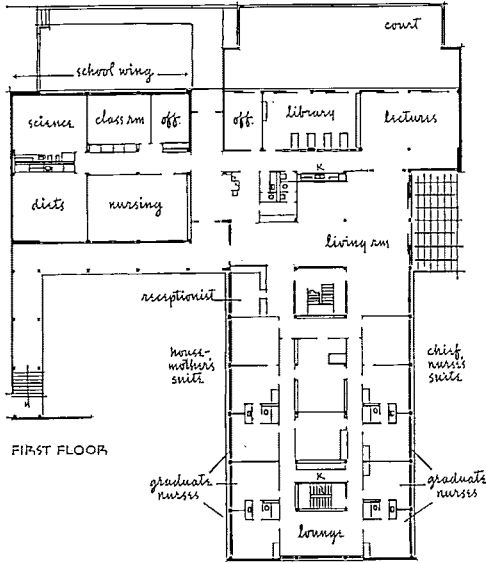 court
school wing
science
class rm
off.
off.
library
lectures
K
diets
nursing
living rm
receptionist
house-
mother's
suite
chief
nurses
suite
FIRST FLOOR
K
graduate
nurses
graduate
nurses
lounge